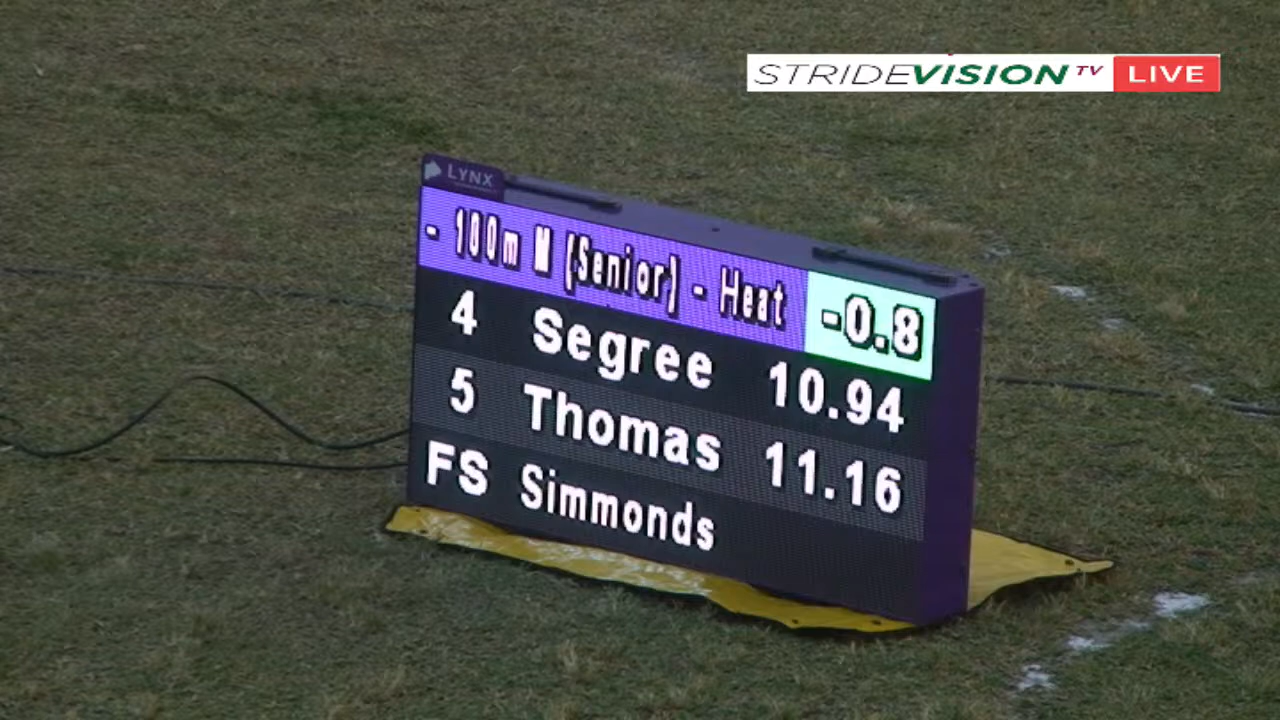 STRIDEVISION TV LIVE
LYNX
- 100m M (Senior) - Heat -0.8
4 Segree 10.94
5 Thomas 11.16
FS Simmonds